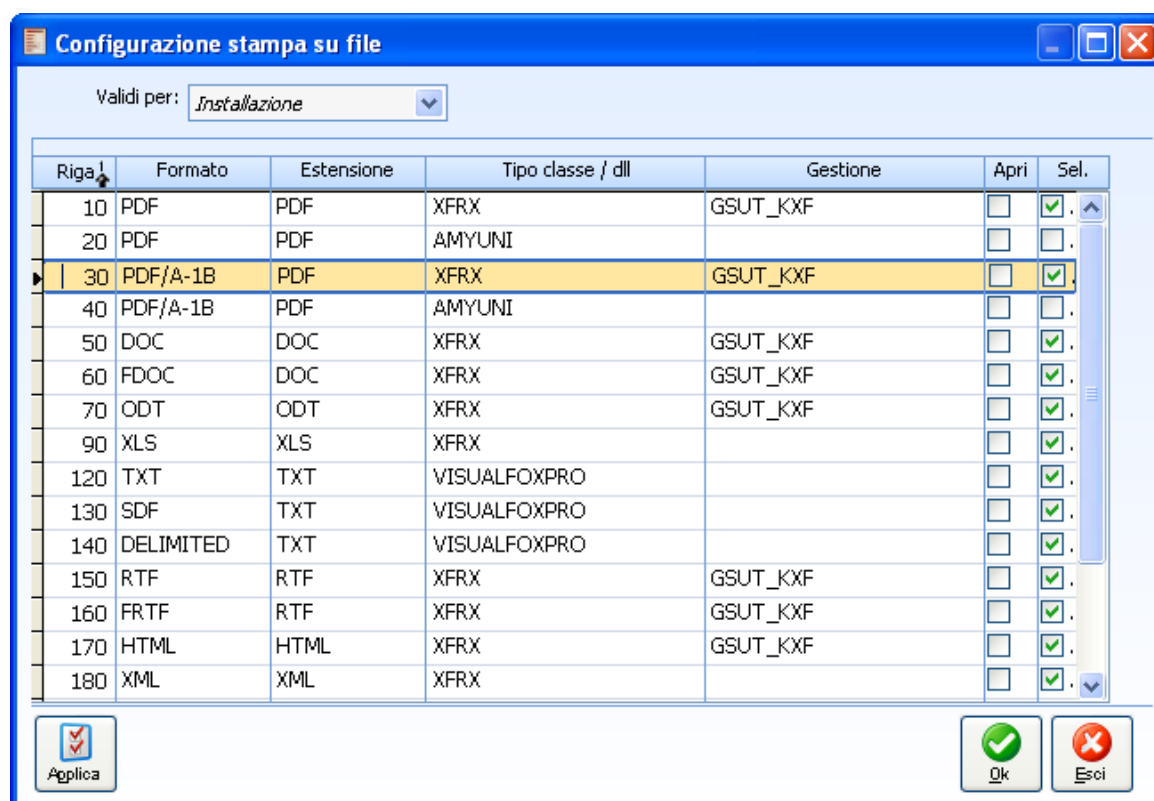 Configurazione stampa su file
Validi per: Installazione
Riga 1 Formato Estensione Tipo classe / dll Gestione Apri Sel.
10 PDF PDF XFRX GSUT_KXF .
20 PDF PDF AMYUNI .
30 PDF/A-1B PDF XFRX GSUT_KXF .
40 PDF/A-1B PDF AMYUNI .
50 DOC DOC XFRX GSUT_KXF .
60 FDOC DOC XFRX GSUT_KXF .
70 ODT ODT XFRX GSUT_KXF .
90 XLS XLS XFRX .
120 TXT TXT VISUALFOXPRO .
130 SDF TXT VISUALFOXPRO .
140 DELIMITED TXT VISUALFOXPRO .
150 RTF RTF XFRX GSUT_KXF .
160 FRTF RTF XFRX GSUT_KXF .
170 HTML HTML XFRX GSUT_KXF .
180 XML XML XFRX .
Applica Ok Esci